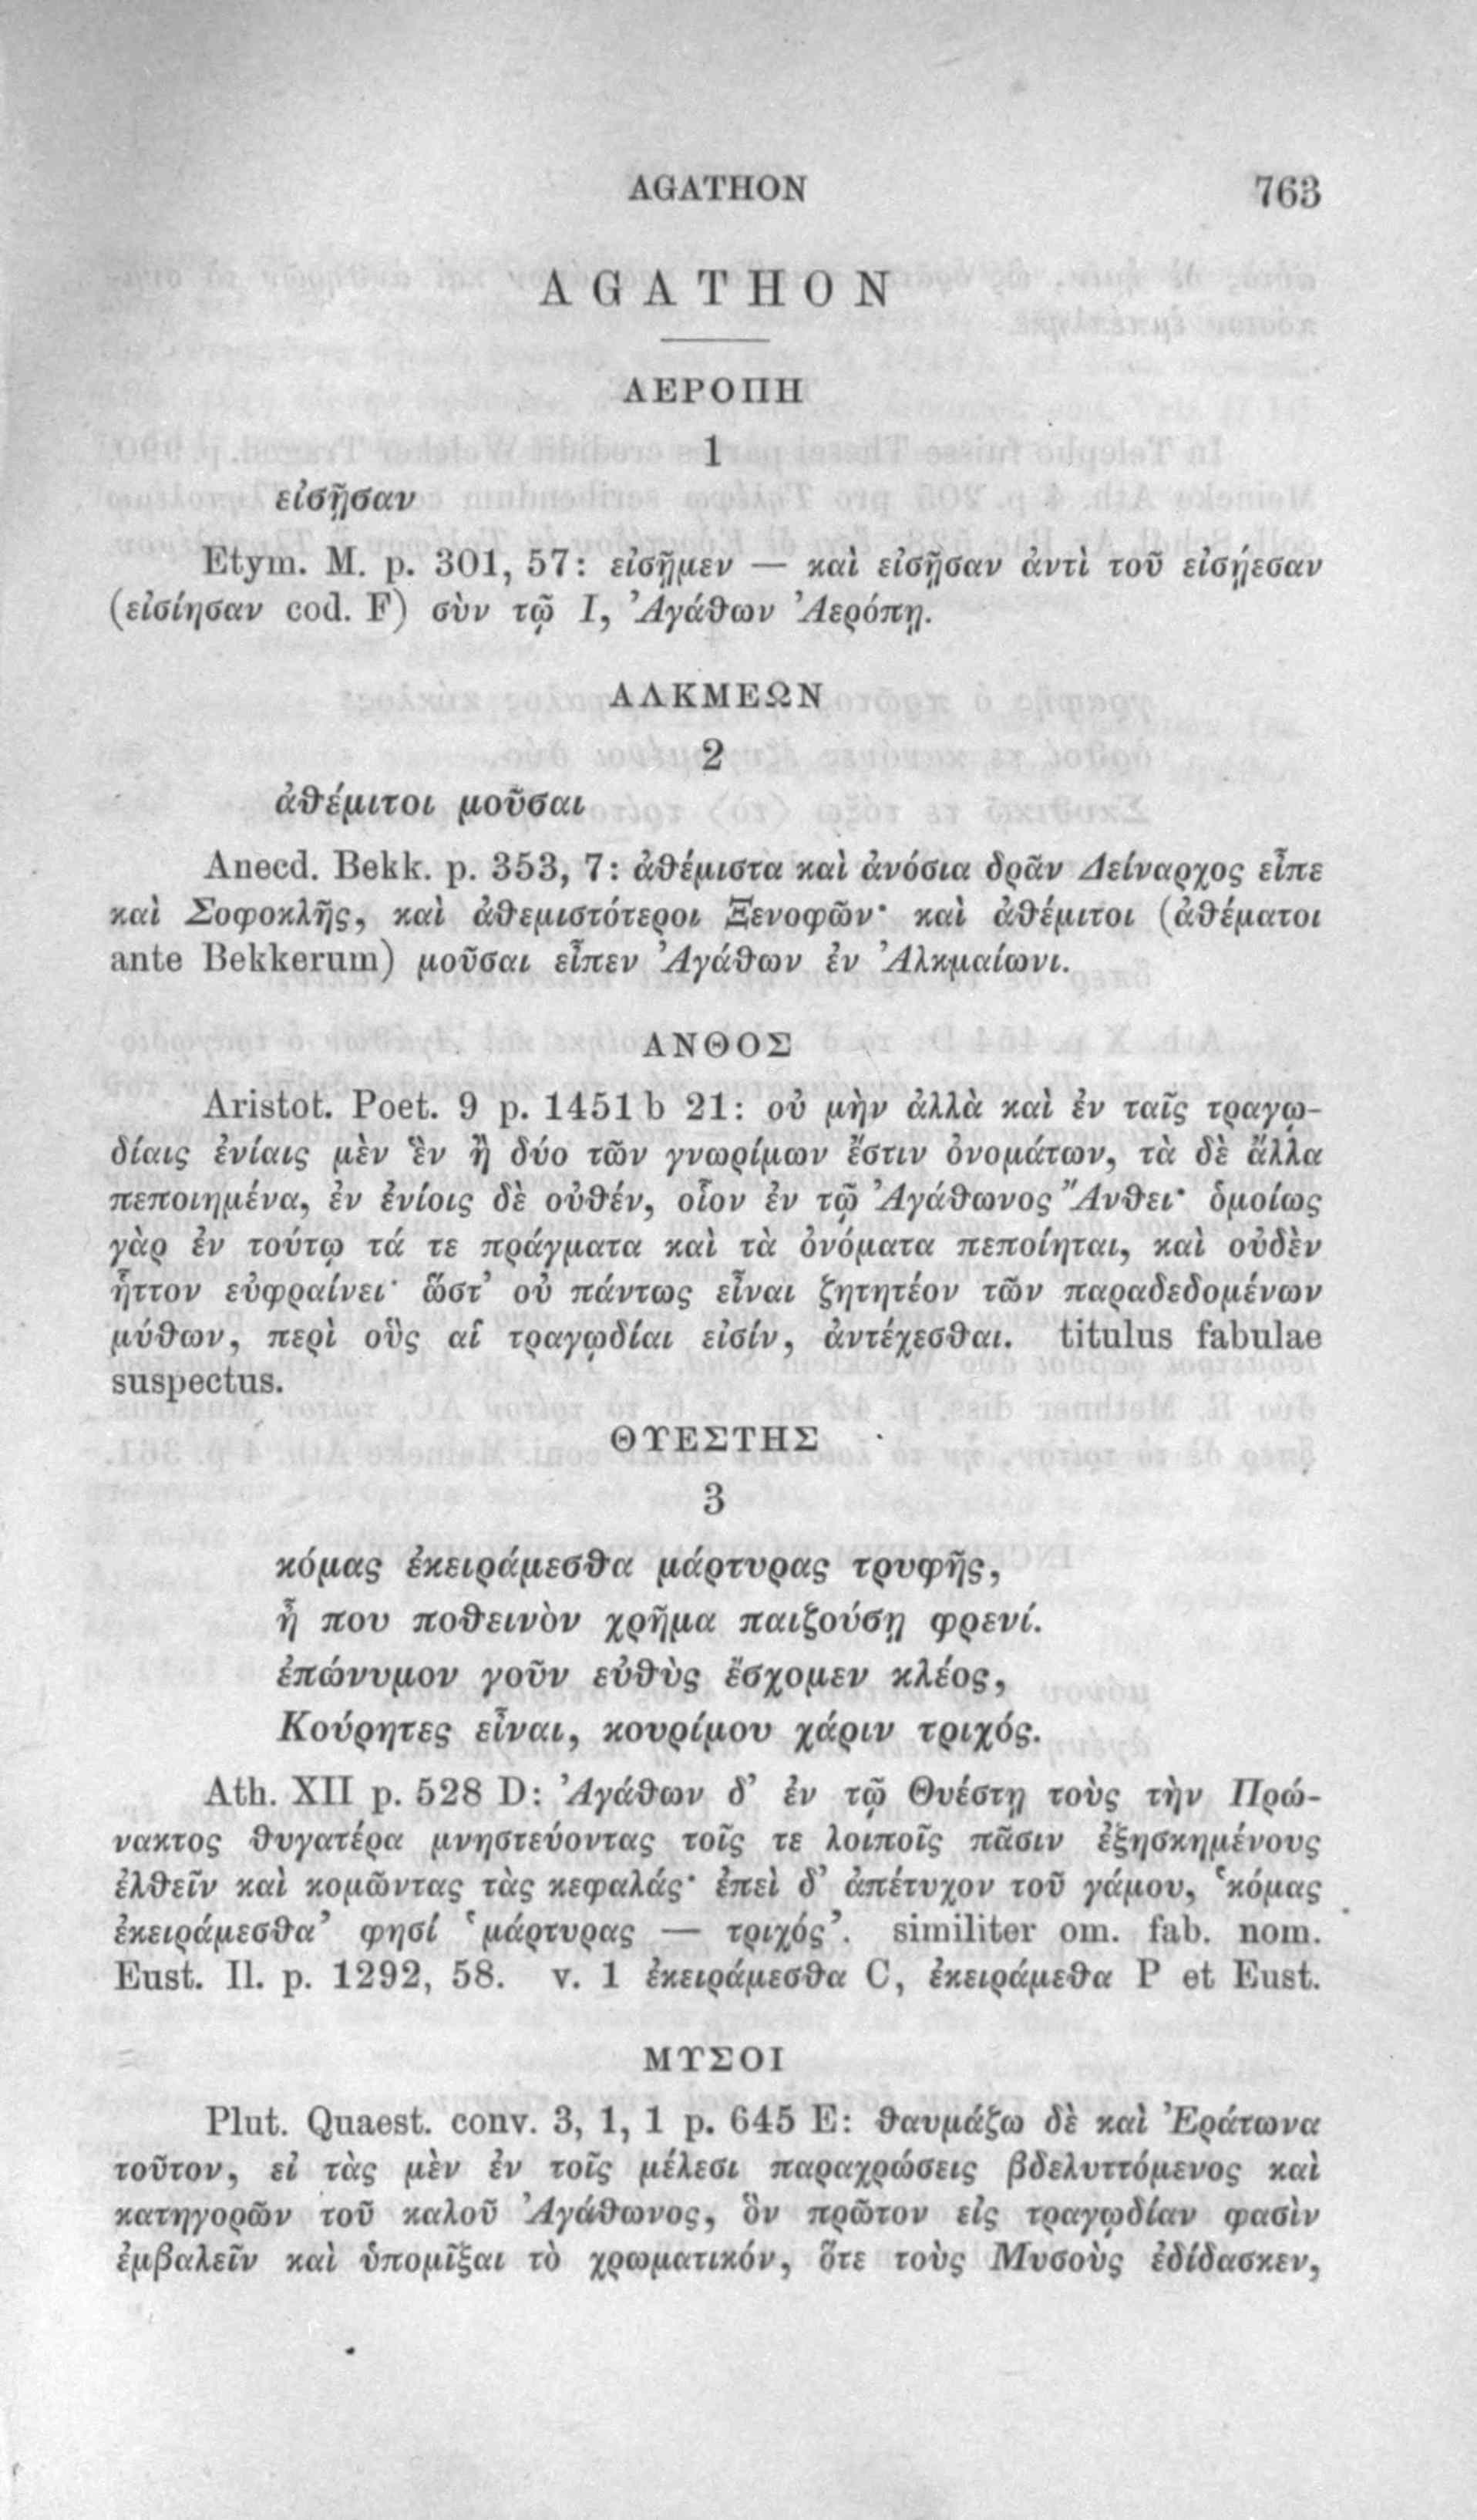 AGATHON 763
AGATHON
ΑΕΡΟΠΗ
1
εἰσῇσαν
Etym. M. p. 301, 57: εἰσῇμεν — καὶ εἰσῇσαν ἀντὶ τοῦ εἰσῄεσαν
(εἰσίησαν cod. F) σὺν τῷ Ι, Ἀγάθων Ἀερόπῃ.
ΑΛΚΜΕΩΝ
2
ἀθέμιτοι μοῦσαι
Anecd. Bekk. p. 353, 7: ἀθέμιστα καὶ ἀνόσια δρᾶν Δείναρχος εἶπε
καὶ Σοφοκλῆς, καὶ ἀθεμιστότεροι Ξενοφῶν· καὶ ἀθέμιτοι (ἀθέματοι
ante Bekkerum) μοῦσαι εἶπεν Ἀγάθων ἐν Ἀλκμαίωνι.
ΑΝΘΟΣ
Aristot. Poet. 9 p. 1451 b 21: οὐ μὴν ἀλλὰ καὶ ἐν ταῖς τραγῳ-
δίαις ἐνίαις μὲν ἓν ἢ δύο τῶν γνωρίμων ἔστιν ὀνομάτων, τὰ δὲ ἄλλα
πεποιημένα, ἐν ἐνίοις δὲ οὐθέν, οἷον ἐν τῷ Ἀγάθωνος Ἄνθει· ὁμοίως
γὰρ ἐν τούτῳ τά τε πράγματα καὶ τὰ ὀνόματα πεποίηται, καὶ οὐδὲν
ἧττον εὐφραίνει· ὥστ’ οὐ πάντως εἶναι ζητητέον τῶν παραδεδομένων
μύθων, περὶ οὓς αἱ τραγῳδίαι εἰσίν, ἀντέχεσθαι. titulus fabulae
suspectus.
ΘΥΕΣΤΗΣ
3
κόμας ἐκειράμεσθα μάρτυρας τρυφῆς,
ἦ που ποθεινὸν χρῆμα παιζούσῃ φρενί.
ἐπώνυμον γοῦν εὐθὺς ἔσχομεν κλέος,
Κούρητες εἶναι, κουρίμου χάριν τριχός.
Ath. XII p. 528 D: Ἀγάθων δ’ ἐν τῷ Θυέστῃ τοὺς τὴν Πρώ-
νακτος θυγατέρα μνηστεύοντας τοῖς τε λοιποῖς πᾶσιν ἐξησκημένους
ἐλθεῖν καὶ κομῶντας τὰς κεφαλάς· ἐπεὶ δ’ ἀπέτυχον τοῦ γάμου, ‘κόμας
ἐκειράμεσθα’ φησί ‘μάρτυρας — τριχός’. similiter om. fab. nom.
Eust. Il. p. 1292, 58. v. 1 ἐκειράμεσθα C, ἐκειράμεθα P et Eust.
ΜΥΣΟΙ
Plut. Quaest. conv. 3, 1, 1 p. 645 E: θαυμάζω δὲ καὶ Ἐράτωνα
τοῦτον, εἰ τὰς μὲν ἐν τοῖς μέλεσι παραχρώσεις βδελυττόμενος καὶ
κατηγορῶν τοῦ καλοῦ Ἀγάθωνος, ὃν πρῶτον εἰς τραγῳδίαν φασὶν
ἐμβαλεῖν καὶ ὑπομῖξαι τὸ χρωματικόν, ὅτε τοὺς Μυσοὺς ἐδίδασκεν,